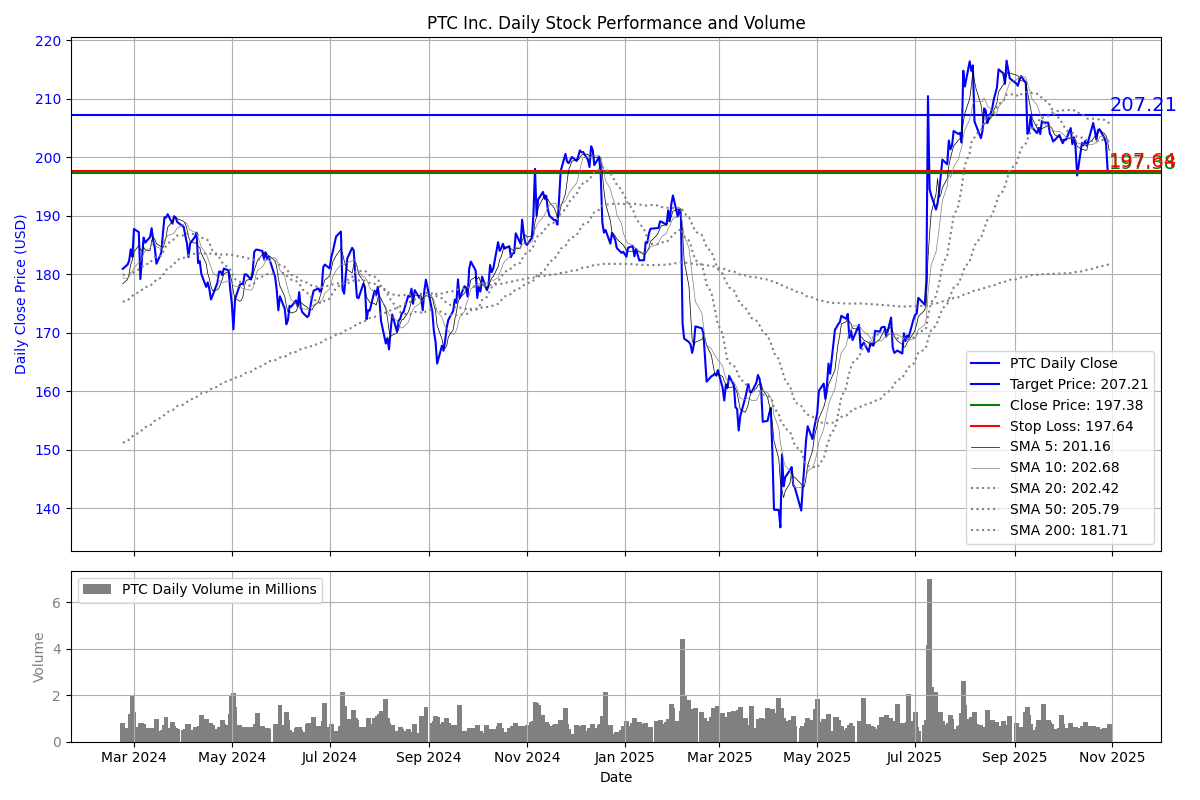 PTC Inc. Daily Stock Performance and Volume
220
210
200
190
180
170
160
150
140
Daily Close Price (USD)
207.21
197.64
197.38
PTC Daily Close
Target Price: 207.21
Close Price: 197.38
Stop Loss: 197.64
SMA 5: 201.16
SMA 10: 202.68
SMA 20: 202.42
SMA 50: 205.79
SMA 200: 181.71
PTC Daily Volume in Millions
6
4
2
0
Volume
Mar 2024 May 2024 Jul 2024 Sep 2024 Nov 2024 Jan 2025 Mar 2025 May 2025 Jul 2025 Sep 2025 Nov 2025
Date